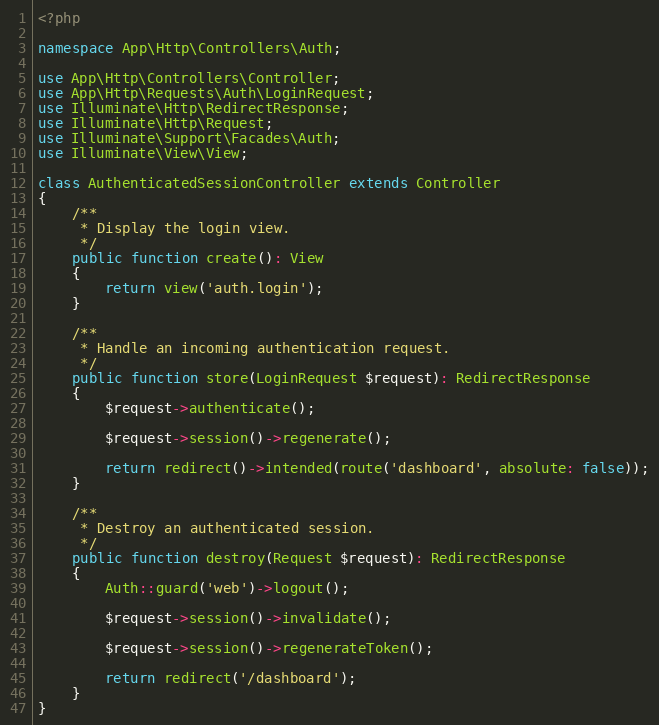 1 <?php
2
3 namespace App\Http\Controllers\Auth;
4
5 use App\Http\Controllers\Controller;
6 use App\Http\Requests\Auth\LoginRequest;
7 use Illuminate\Http\RedirectResponse;
8 use Illuminate\Http\Request;
9 use Illuminate\Support\Facades\Auth;
10 use Illuminate\View\View;
11
12 class AuthenticatedSessionController extends Controller
13 {
14     /**
15      * Display the login view.
16      */
17     public function create(): View
18     {
19         return view('auth.login');
20     }
21
22     /**
23      * Handle an incoming authentication request.
24      */
25     public function store(LoginRequest $request): RedirectResponse
26     {
27         $request->authenticate();
28
29         $request->session()->regenerate();
30
31         return redirect()->intended(route('dashboard', absolute: false));
32     }
33
34     /**
35      * Destroy an authenticated session.
36      */
37     public function destroy(Request $request): RedirectResponse
38     {
39         Auth::guard('web')->logout();
40
41         $request->session()->invalidate();
42
43         $request->session()->regenerateToken();
44
45         return redirect('/dashboard');
46     }
47 }